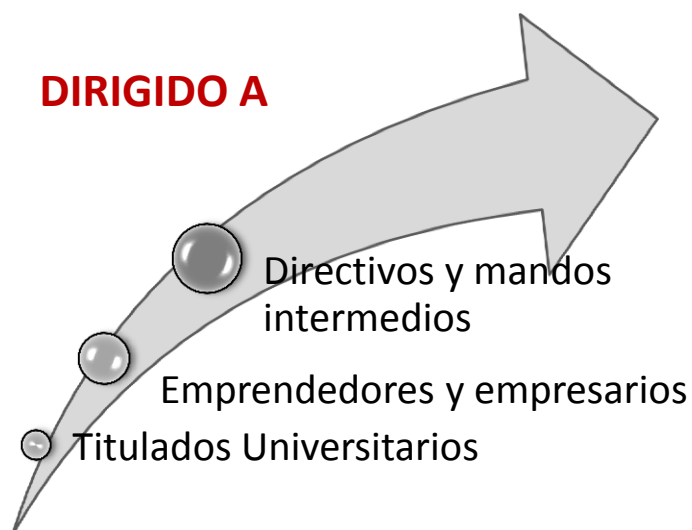 DIRIGIDO A
Directivos y mandos
intermedios
Emprendedores y empresarios
Titulados Universitarios